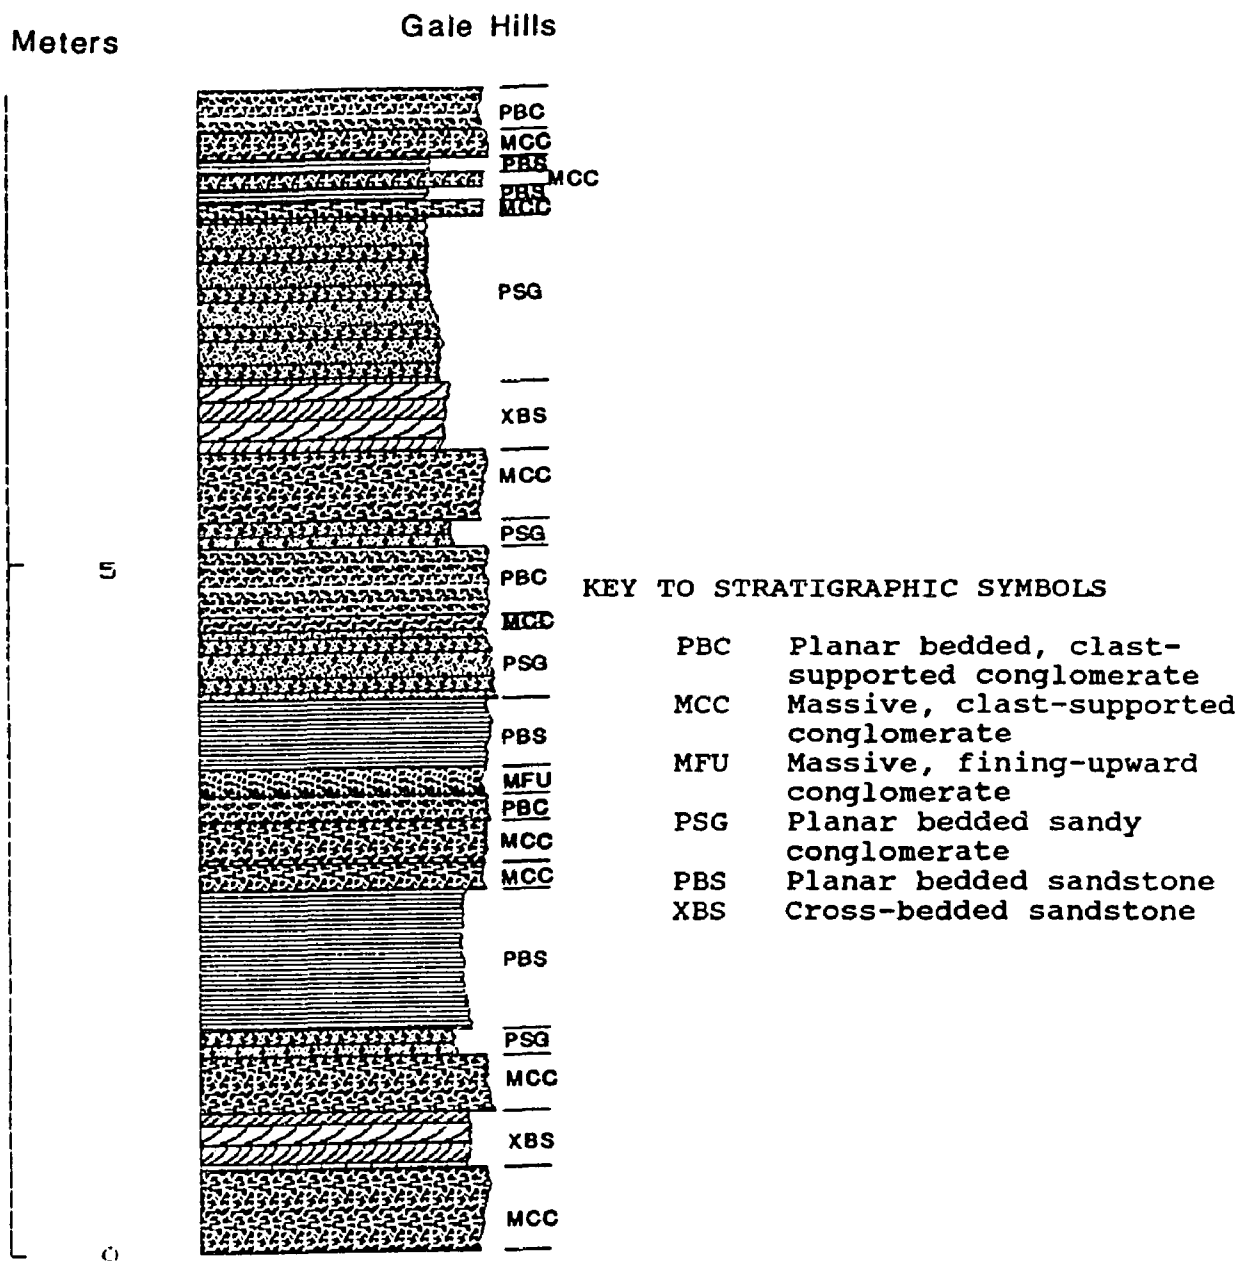 Meters
Gale Hills
PBC
MCC
PBS
MCC
PBS
MCC
PSG
XBS
MCC
PSG
5
PBC
MCC
PSG
PBS
MFU
PBC
MCC
MCC
PBS
PSG
MCC
XBS
MCC
0
KEY TO STRATIGRAPHIC SYMBOLS
PBC Planar bedded, clast-
supported conglomerate
MCC Massive, clast-supported
conglomerate
MFU Massive, fining-upward
conglomerate
PSG Planar bedded sandy
conglomerate
PBS Planar bedded sandstone
XBS Cross-bedded sandstone